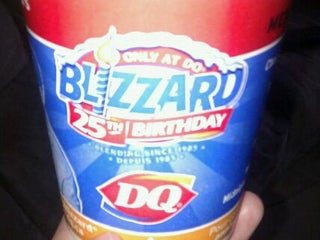 ONLY AT DQ
BLIZZARD
25TH BIRTHDAY
• BLENDING SINCE 1985 •
• DEPUIS 1985 •
DQ